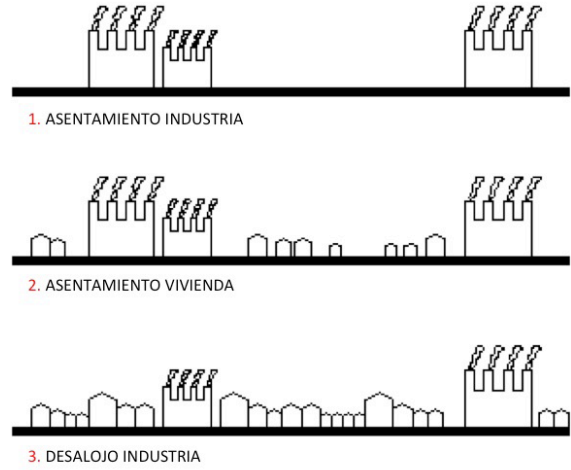 1. ASENTAMIENTO INDUSTRIA
2. ASENTAMIENTO VIVIENDA
3. DESALOJO INDUSTRIA